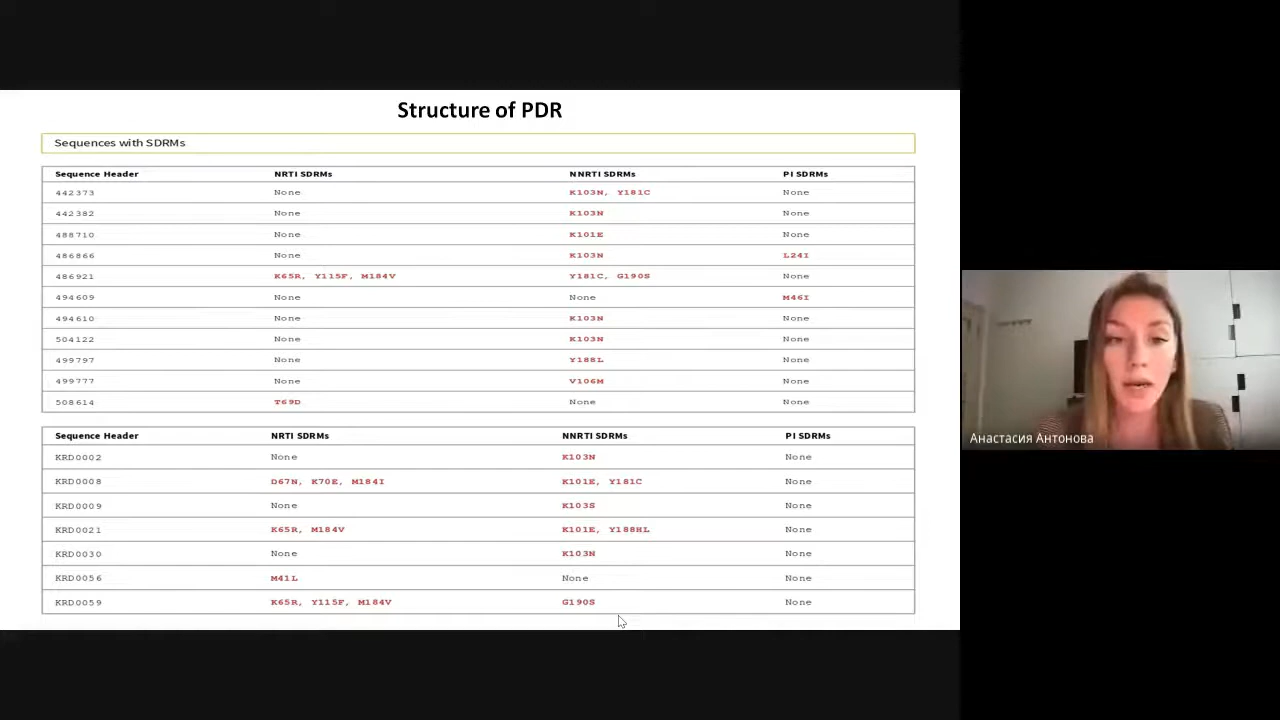 Structure of PDR
Sequences with SDRMs
Sequence Header NRTI SDRMs NNRTI SDRMs PI SDRMs
442373 None K103N, Y181C None
442382 None K103N None
488710 None K101E None
486866 None K103N L24I
486921 K65R, Y115F, M184V Y181C, G190S None
494609 None None M46I
494610 None K103N None
504122 None K103N None
499797 None Y188L None
499777 None V106M None
508614 T69D None None
Sequence Header NRTI SDRMs NNRTI SDRMs PI SDRMs
KRD0002 None K103N None
KRD0008 D67N, K70E, M184I K101E, Y181C None
KRD0009 None K103S None
KRD0021 K65R, M184V K101E, Y188HL None
KRD0030 None K103N None
KRD0056 M41L None None
KRD0059 K65R, Y115F, M184V G190S None
Анастасия Антонова